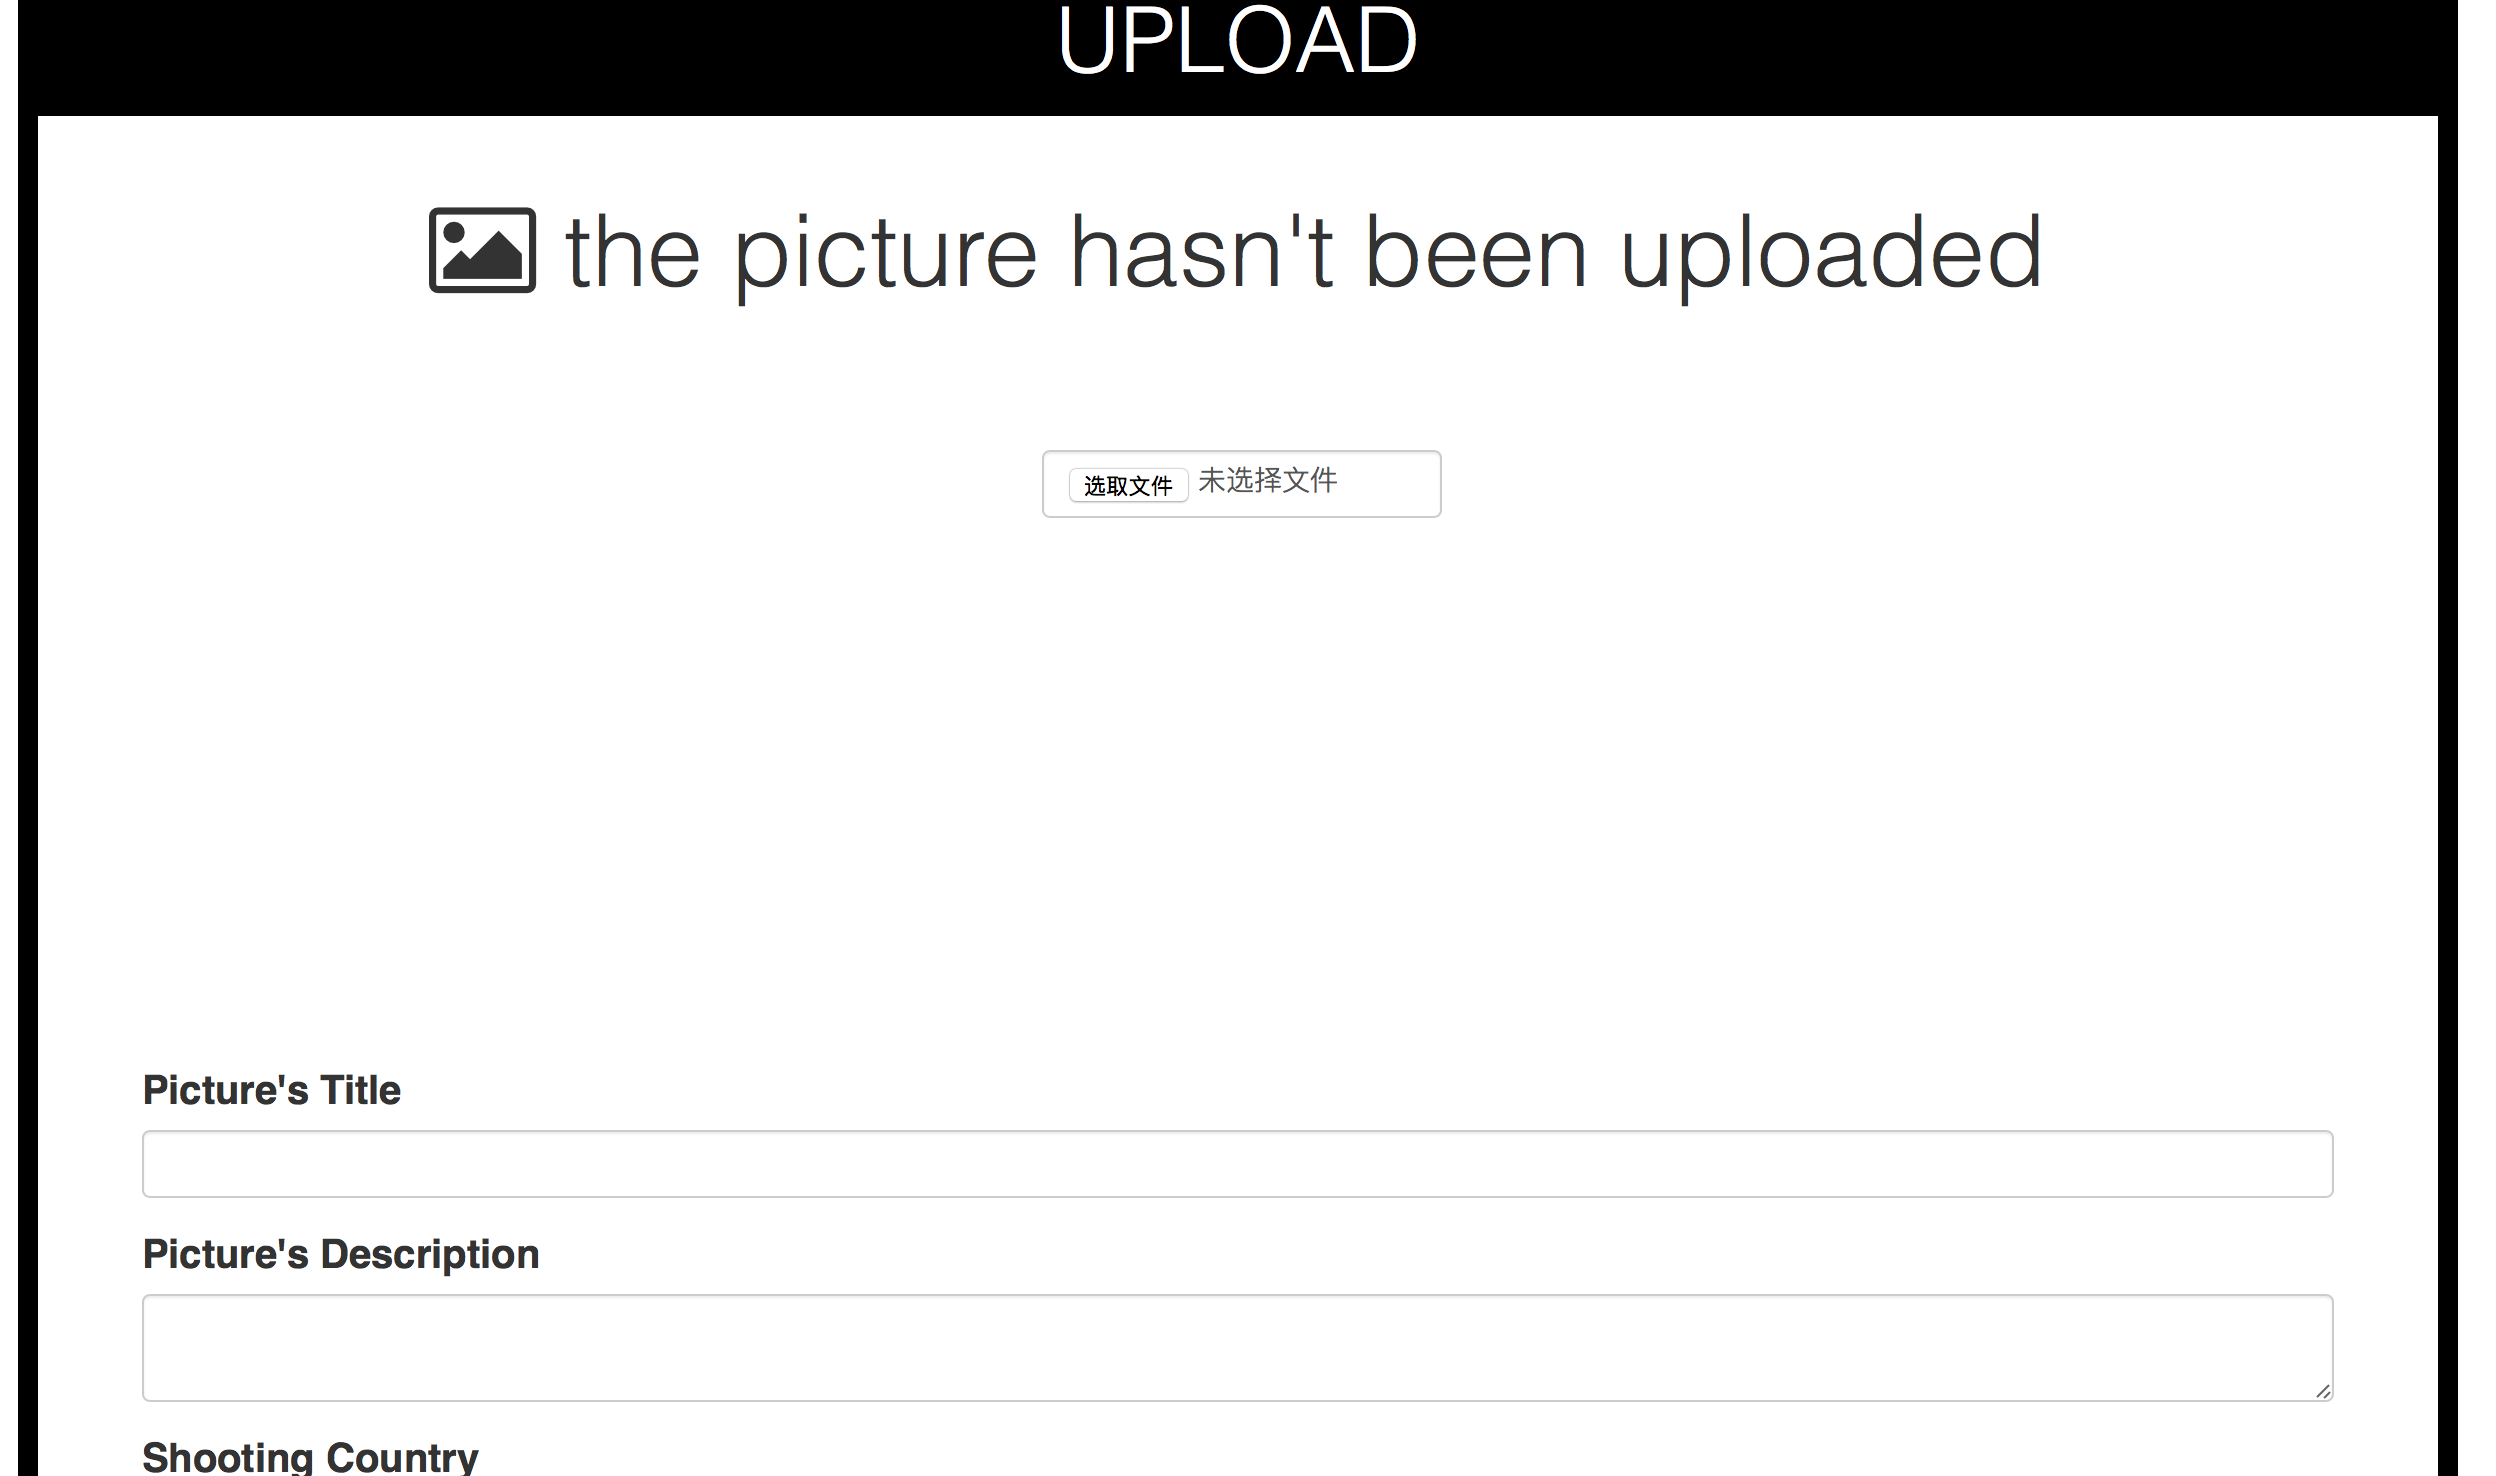 UPLOAD
the picture hasn't been uploaded
选取文件 未选择文件
Picture's Title
Picture's Description
Shooting Country